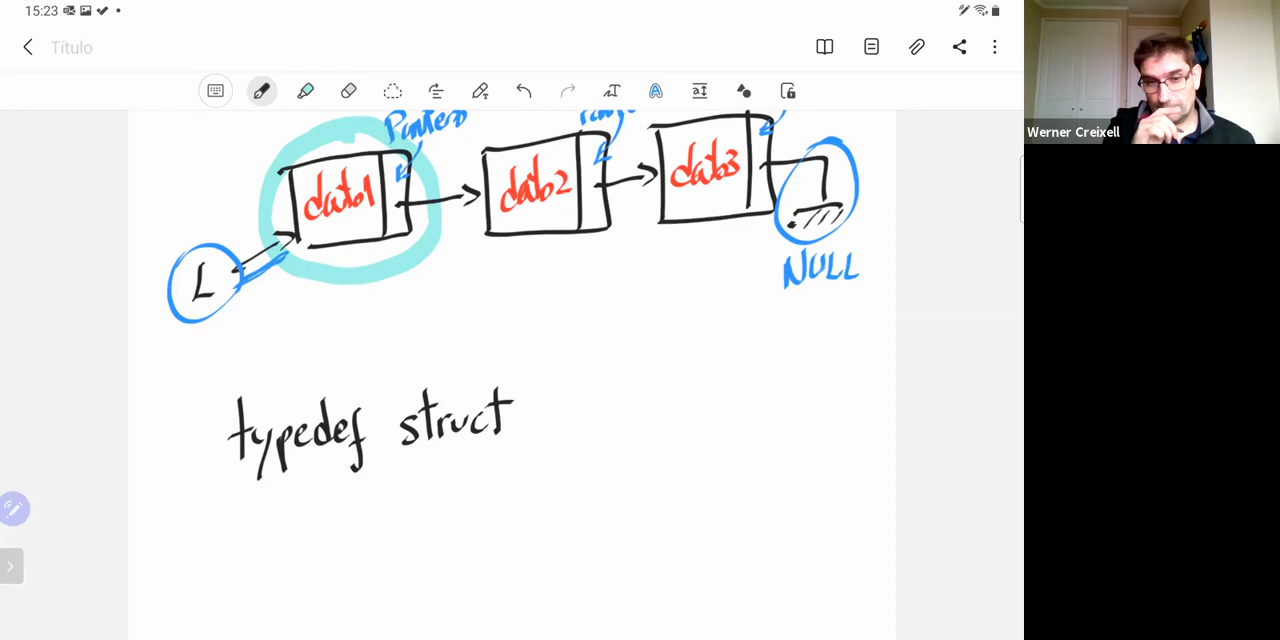 15:23
Título
Puntero
dato1
dato2
dato3
L
NULL
typedef struct
Werner Creixell